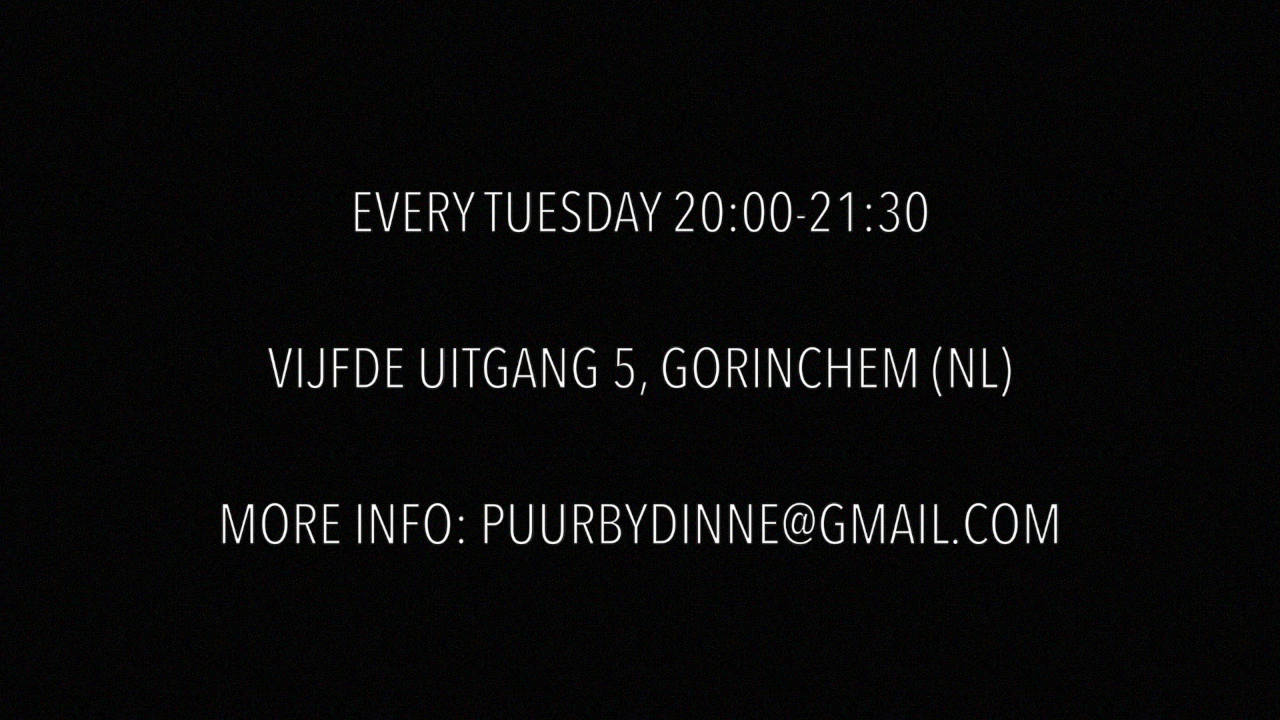 EVERY TUESDAY 20:00-21:30
VIJFDE UITGANG 5, GORINCHEM (NL)
MORE INFO: PUURBYDINNE@GMAIL.COM